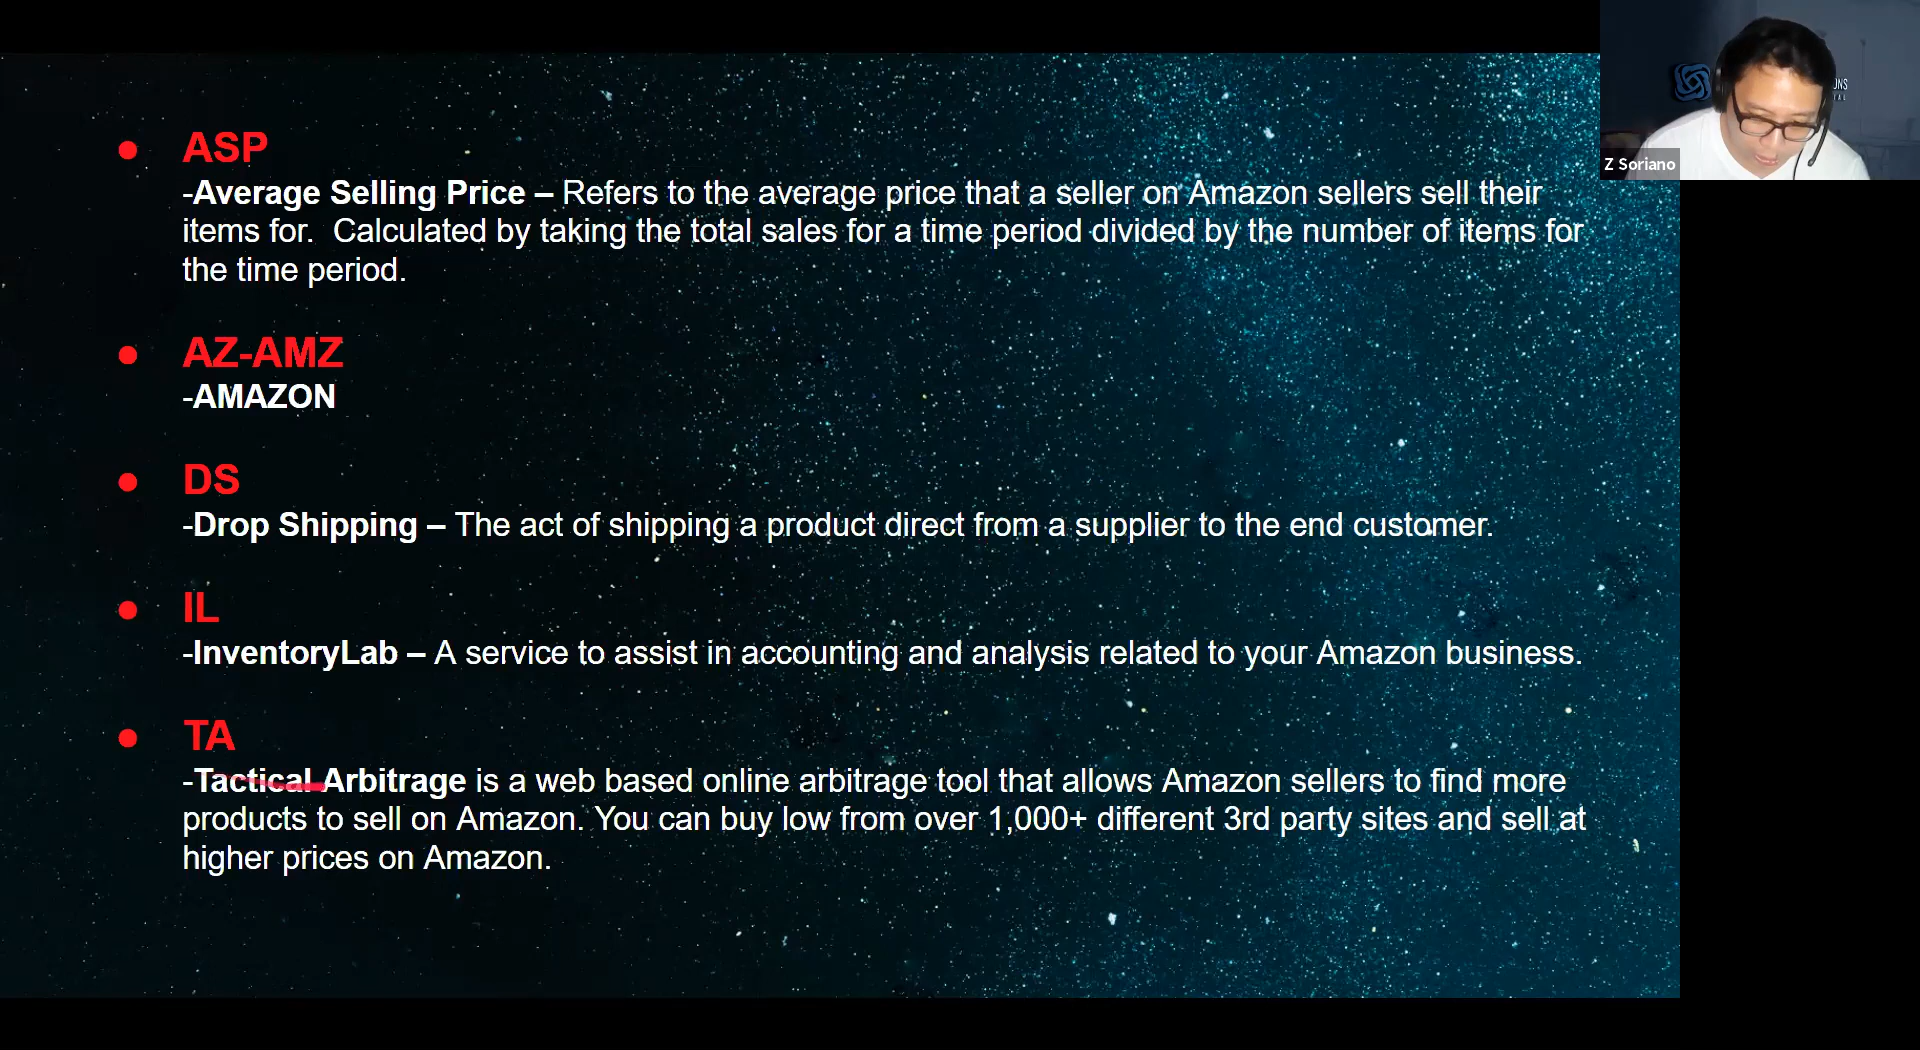 ASP
-Average Selling Price – Refers to the average price that a seller on Amazon sellers sell their
items for.  Calculated by taking the total sales for a time period divided by the number of items for
the time period.
AZ-AMZ
-AMAZON
DS
-Drop Shipping – The act of shipping a product direct from a supplier to the end customer.
IL
-InventoryLab – A service to assist in accounting and analysis related to your Amazon business.
TA
-Tactical Arbitrage is a web based online arbitrage tool that allows Amazon sellers to find more
products to sell on Amazon. You can buy low from over 1,000+ different 3rd party sites and sell at
higher prices on Amazon.
Z Soriano